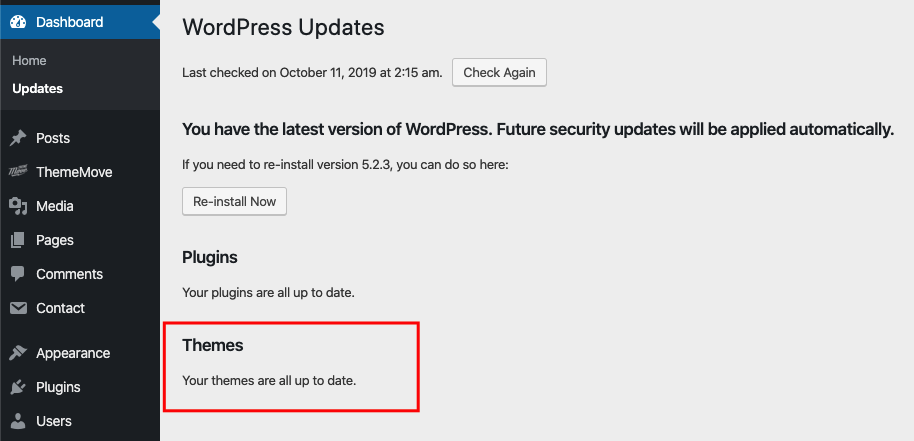 Dashboard
Home
Updates
Posts
ThemeMove
Media
Pages
Comments
Contact
Appearance
Plugins
Users
WordPress Updates
Last checked on October 11, 2019 at 2:15 am. Check Again
You have the latest version of WordPress. Future security updates will be applied automatically.
If you need to re-install version 5.2.3, you can do so here:
Re-install Now
Plugins
Your plugins are all up to date.
Themes
Your themes are all up to date.